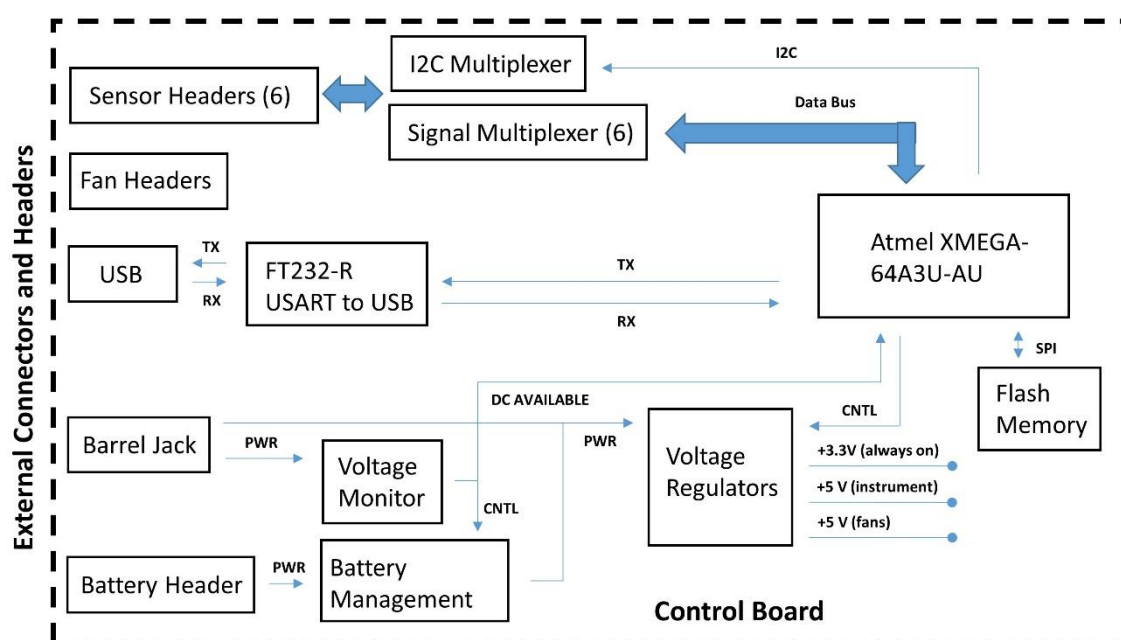 External Connectors and Headers
I2C Multiplexer
I2C
Sensor Headers (6)
Data Bus
Signal Multiplexer (6)
Fan Headers
Atmel XMEGA-
64A3U-AU
TX
USB
RX
FT232-R
USART to USB
TX
RX
SPI
Flash
Memory
DC AVAILABLE
CNTL
Barrel Jack
PWR
PWR
Voltage
Monitor
Voltage
Regulators
+3.3V (always on)
+5 V (instrument)
+5 V (fans)
CNTL
Battery Header
PWR
Battery
Management
Control Board